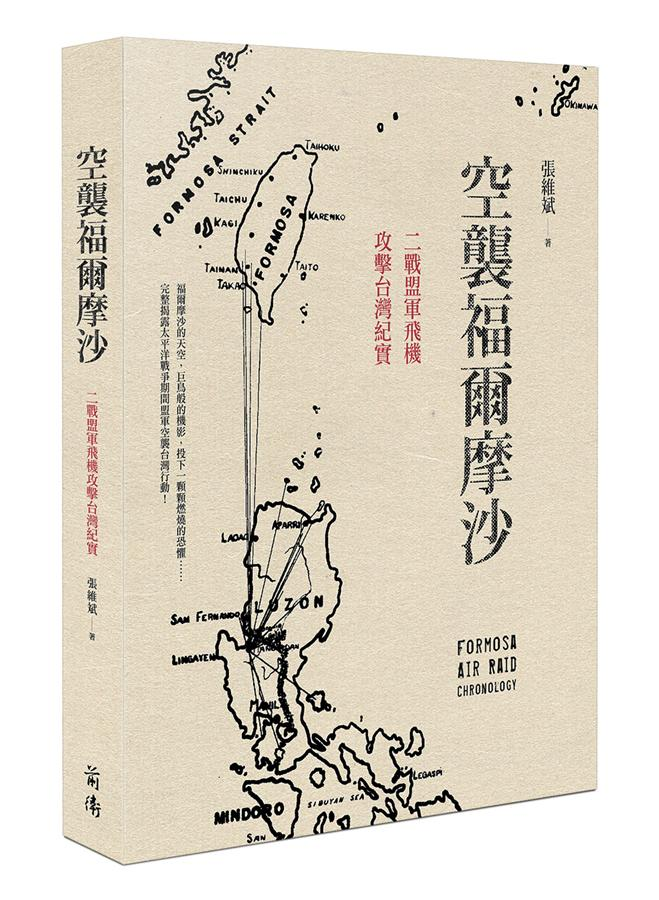 空襲福爾摩沙
二戰盟軍飛機攻擊台灣紀實
張維斌 著
前衛
張維斌 著
空襲福爾摩沙
二戰盟軍飛機
攻擊台灣紀實
福爾摩沙的天空，巨鳥般的機影，投下一顆顆燃燒的恐懼……
完整揭露太平洋戰爭期間盟軍空襲台灣行動！
FORMOSA
AIR RAID
CHRONOLOGY
OKINAWA
FORMOSA STRAIT
TAIHOKU
SHINCHIKU
TAICHU
KAGI
KARENKO
FORMOSA
TAINAN
TAITO
TAKAO
APARRI
LAOAG
LUZON
SAN FERNANDO
LINGAYEN
LEGASPI
MINDORO
SIBUYAN SEA
SAN